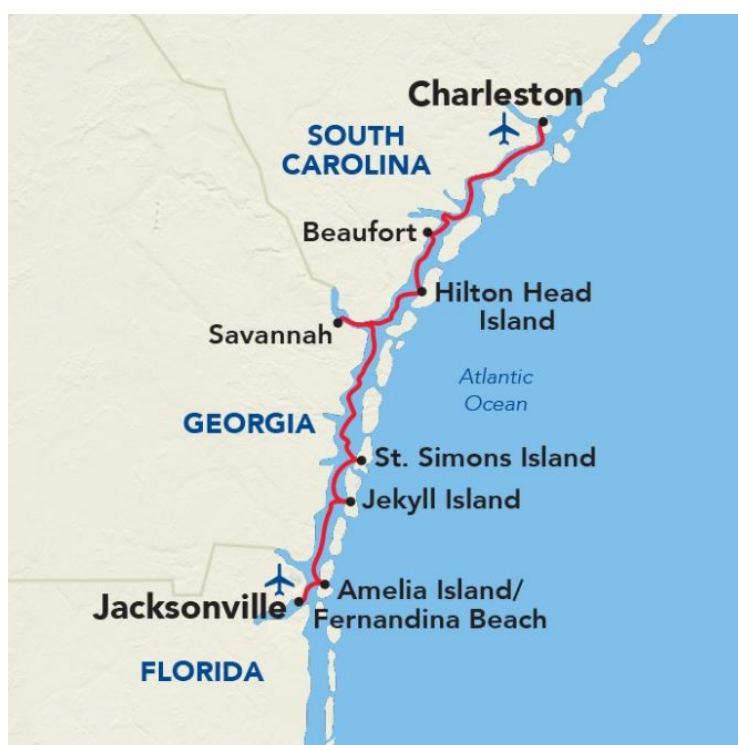 Charleston
SOUTH
CAROLINA
Beaufort
Hilton Head
Island
Savannah
Atlantic
Ocean
GEORGIA
St. Simons Island
Jekyll Island
Amelia Island/
Fernandina Beach
Jacksonville
FLORIDA